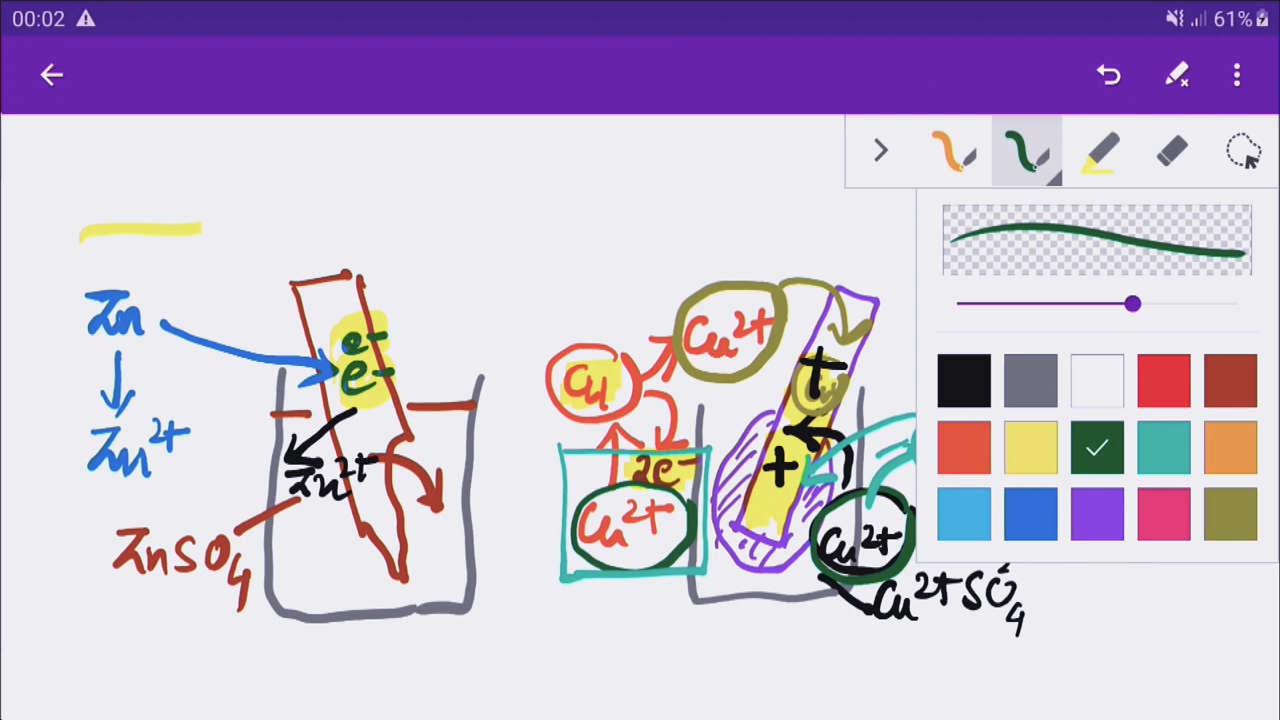 00:02
61%
Zn
Zn2+
e-
e-
Zn2+
ZnSO4
Cu2+
Cu
2e-
Cu2+
+
+
Cu2+
Cu2+SO4